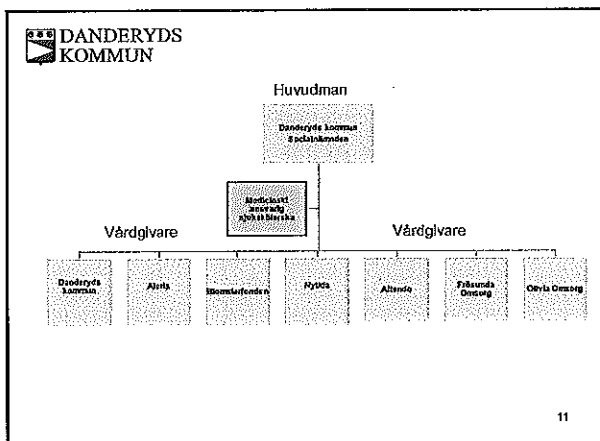 DANDERYDS
KOMMUN
Huvudman
Danderyds kommun
Socialnämnden
Medicinskt
ansvarig
sjuksköterska
Vårdgivare
Vårdgivare
Danderyds
kommun
Aleris
Blomsterfonden
Nytida
Attendo
Frösunda
Omsorg
Olivia Omsorg
11